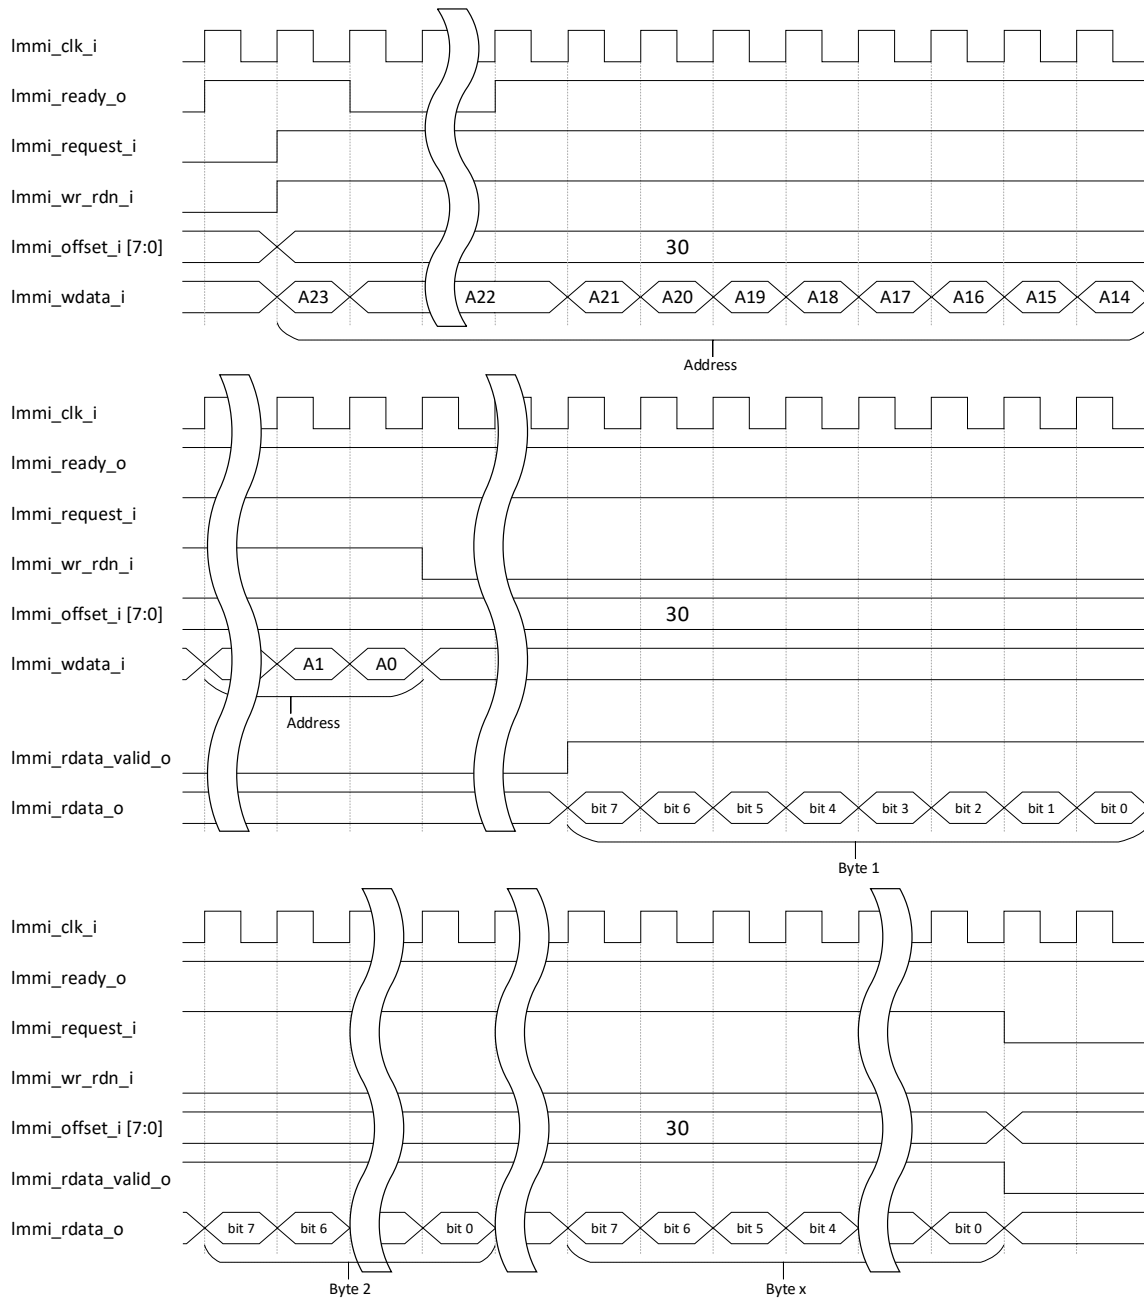 lmmi_clk_i
lmmi_ready_o
lmmi_request_i
lmmi_wr_rdn_i
lmmi_offset_i [7:0] 30
lmmi_wdata_i A23 A22 A21 A20 A19 A18 A17 A16 A15 A14
Address
lmmi_clk_i
lmmi_ready_o
lmmi_request_i
lmmi_wr_rdn_i
lmmi_offset_i [7:0] 30
lmmi_wdata_i A1 A0
Address
lmmi_rdata_valid_o
lmmi_rdata_o bit 7 bit 6 bit 5 bit 4 bit 3 bit 2 bit 1 bit 0
Byte 1
lmmi_clk_i
lmmi_ready_o
lmmi_request_i
lmmi_wr_rdn_i
lmmi_offset_i [7:0] 30
lmmi_rdata_valid_o
lmmi_rdata_o bit 7 bit 6 bit 0 bit 7 bit 6 bit 5 bit 4 bit 0
Byte 2 Byte x